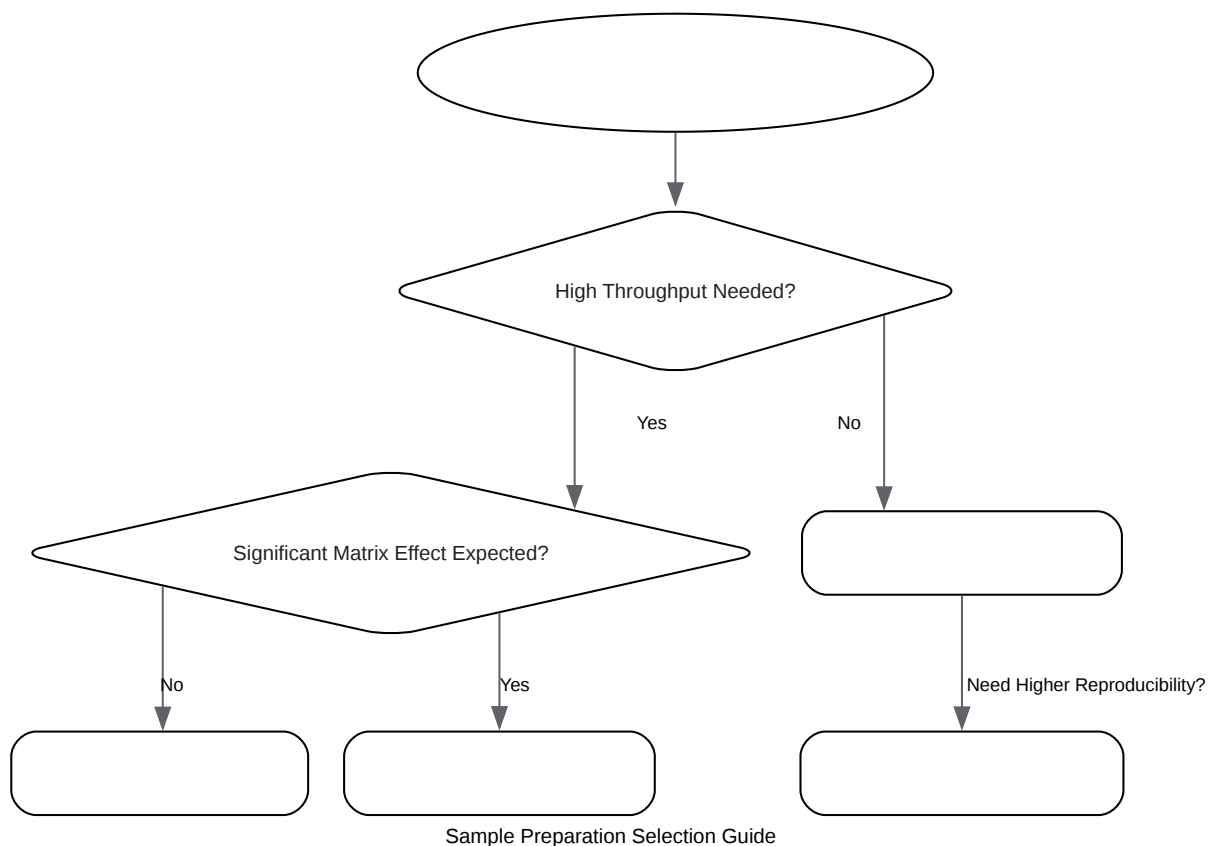 High Throughput Needed?
Yes
No
Significant Matrix Effect Expected?
No
Yes
Need Higher Reproducibility?
Sample Preparation Selection Guide